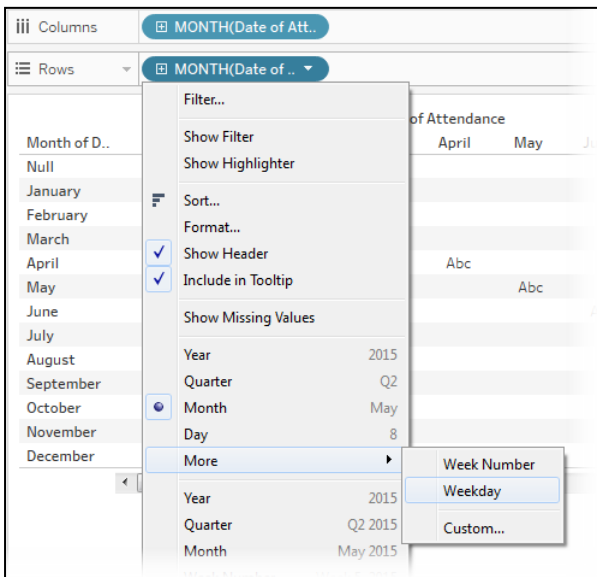 Columns
MONTH(Date of Att..
Rows
MONTH(Date of ..
Filter...
of Attendance
Show Filter
Month of D..
April
May
Null
Show Highlighter
January
Sort...
February
Format...
March
Show Header
April
Abc
Include in Tooltip
May
Abc
June
Show Missing Values
July
August
Year 2015
September
Quarter Q2
October
Month May
November
Day 8
December
More
Week Number
Weekday
Custom...
Year 2015
Quarter Q2 2015
Month May 2015